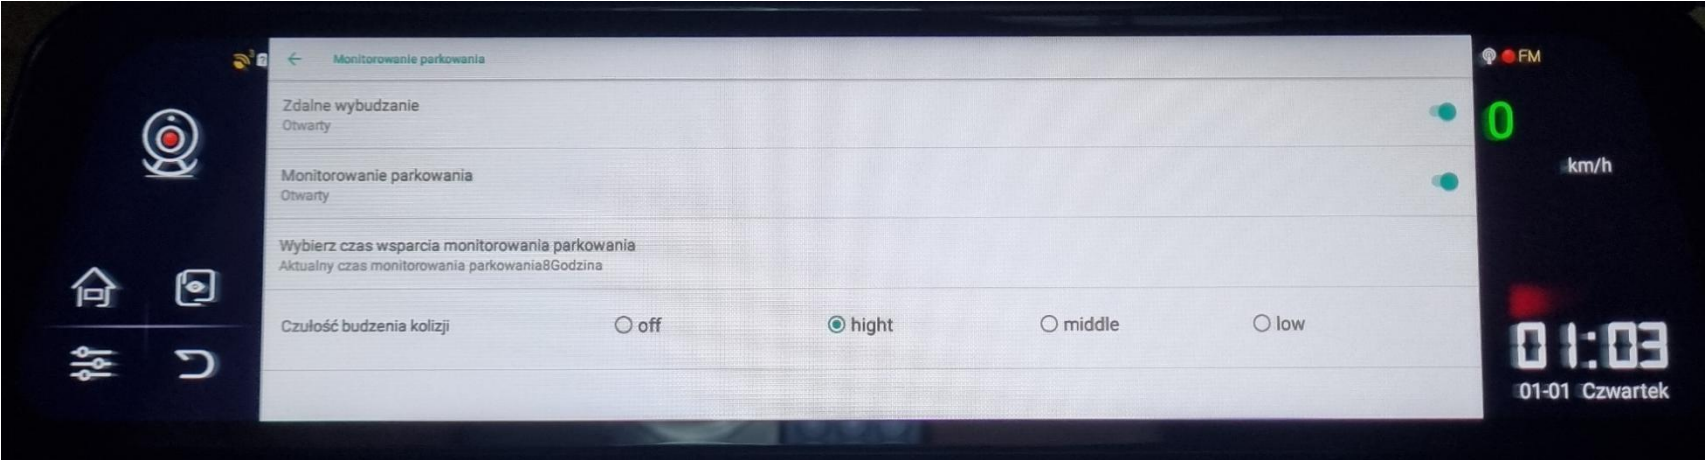 Monitorowanie parkowania
FM
Zdalne wybudzanie
Otwarty
0
km/h
Monitorowanie parkowania
Otwarty
Wybierz czas wsparcia monitorowania parkowania
Aktualny czas monitorowania parkowania8Godzina
Czułość budzenia kolizji
off
hight
middle
low
01:03
01-01 Czwartek